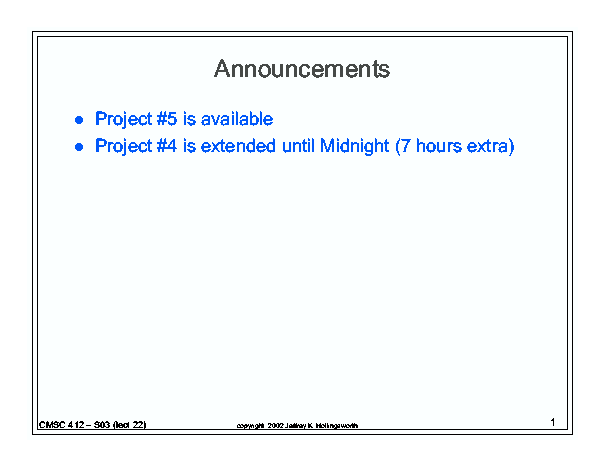 Announcements
● Project #5 is available
● Project #4 is extended until Midnight (7 hours extra)
CMSC 412 – S03 (lect 22)
copyright 2002 Jeffrey K. Hollingsworth
1